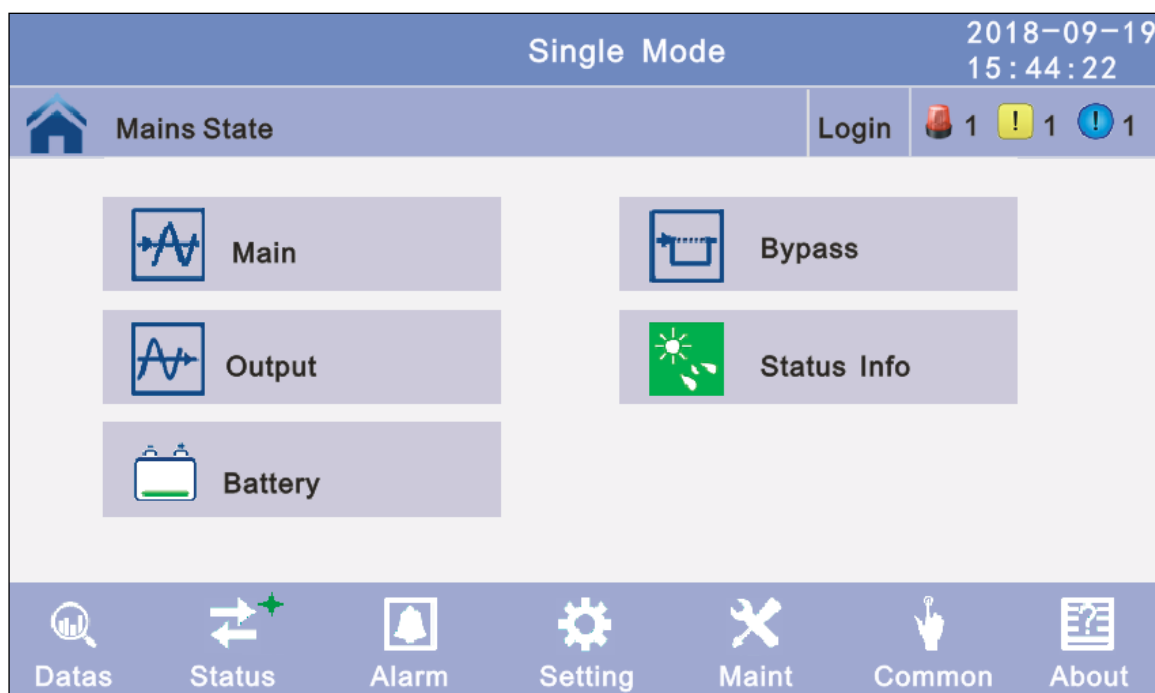 Single Mode
2018-09-19
15:44:22
Mains State
Login
1 ! 1 ! 1
Main
Bypass
Output
Status Info
Battery
?
Datas Status Alarm Setting Maint Common About